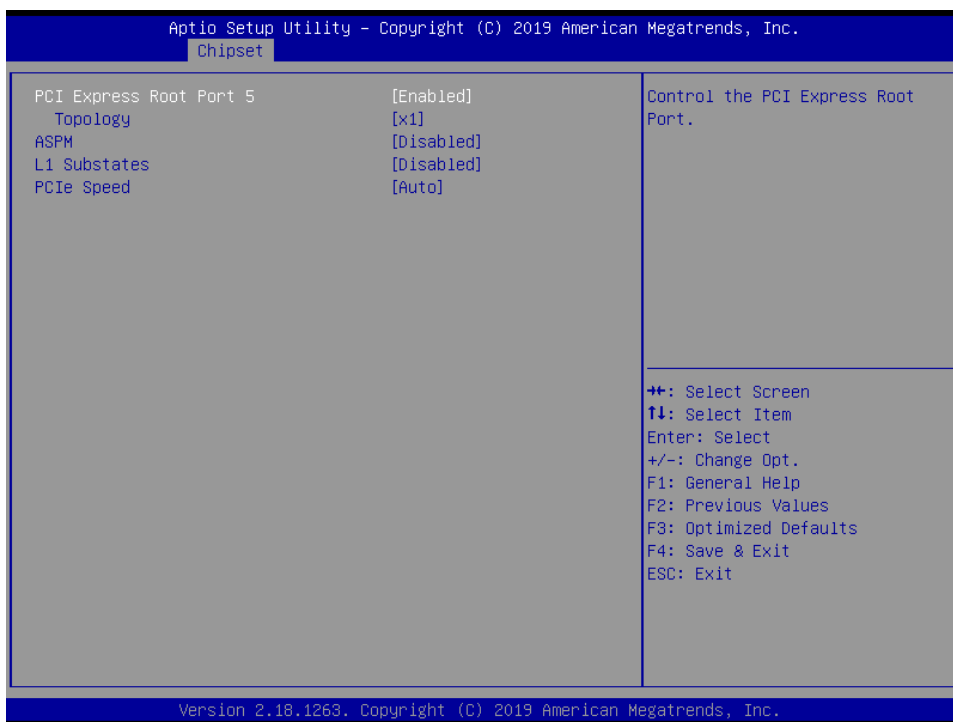 Aptio Setup Utility – Copyright (C) 2019 American Megatrends, Inc.
Chipset
PCI Express Root Port 5 [Enabled]
Topology [x1]
ASPM [Disabled]
L1 Substates [Disabled]
PCIe Speed [Auto]
Control the PCI Express Root
Port.
→←: Select Screen
↑↓: Select Item
Enter: Select
+/-: Change Opt.
F1: General Help
F2: Previous Values
F3: Optimized Defaults
F4: Save & Exit
ESC: Exit
Version 2.18.1263. Copyright (C) 2019 American Megatrends, Inc.